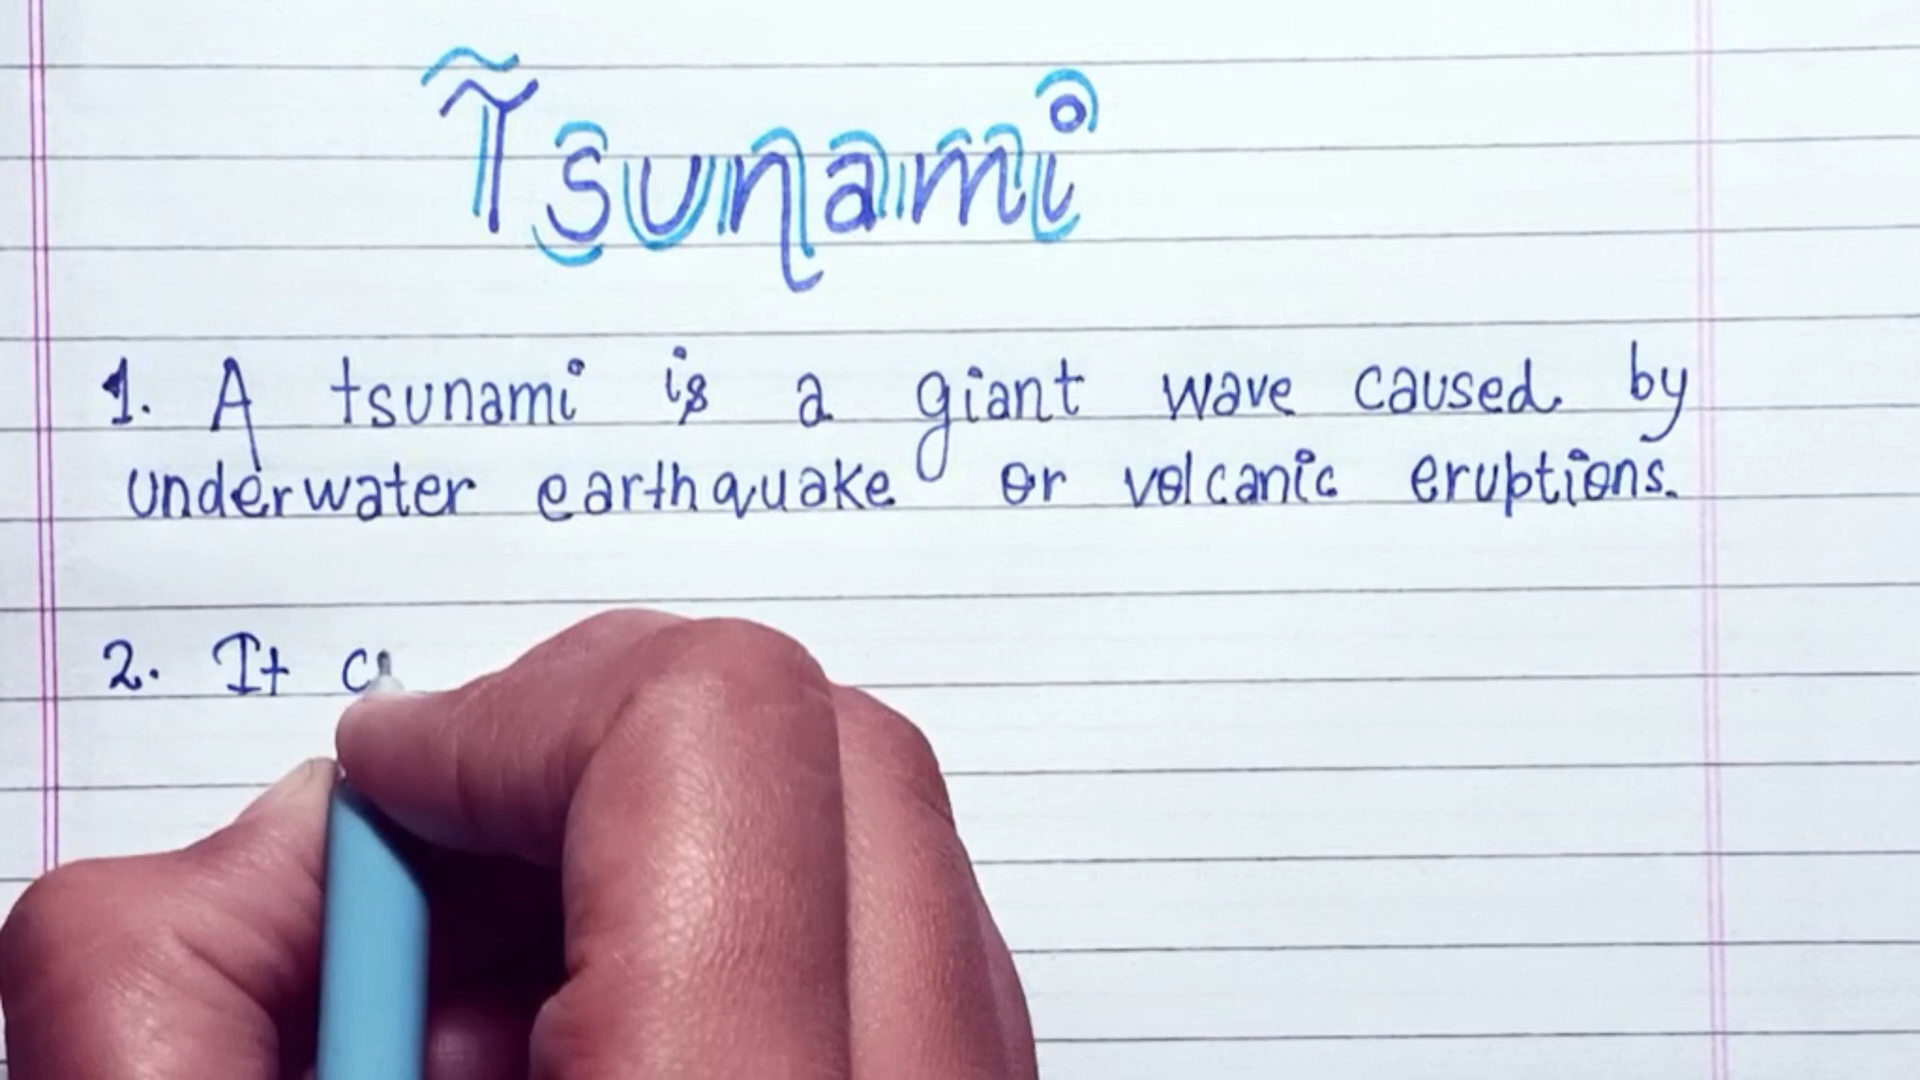 Tsunami
1. A tsunami is a giant wave caused by
underwater earthquake or volcanic eruptions.
2. It